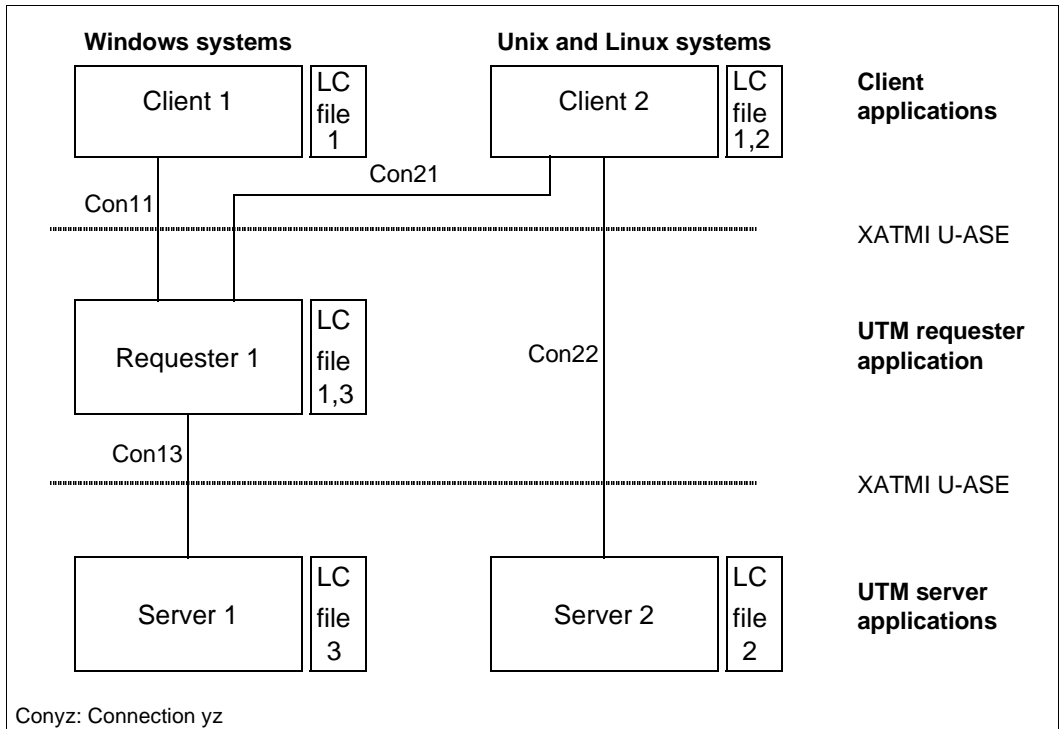 Windows systems
Unix and Linux systems
Client 1
LC
file
1
Client 2
LC
file
1,2
Client
applications
Con21
Con11
XATMI U-ASE
Requester 1
LC
file
1,3
Con22
UTM requester
application
Con13
XATMI U-ASE
Server 1
LC
file
3
Server 2
LC
file
2
UTM server
applications
Conyz: Connection yz